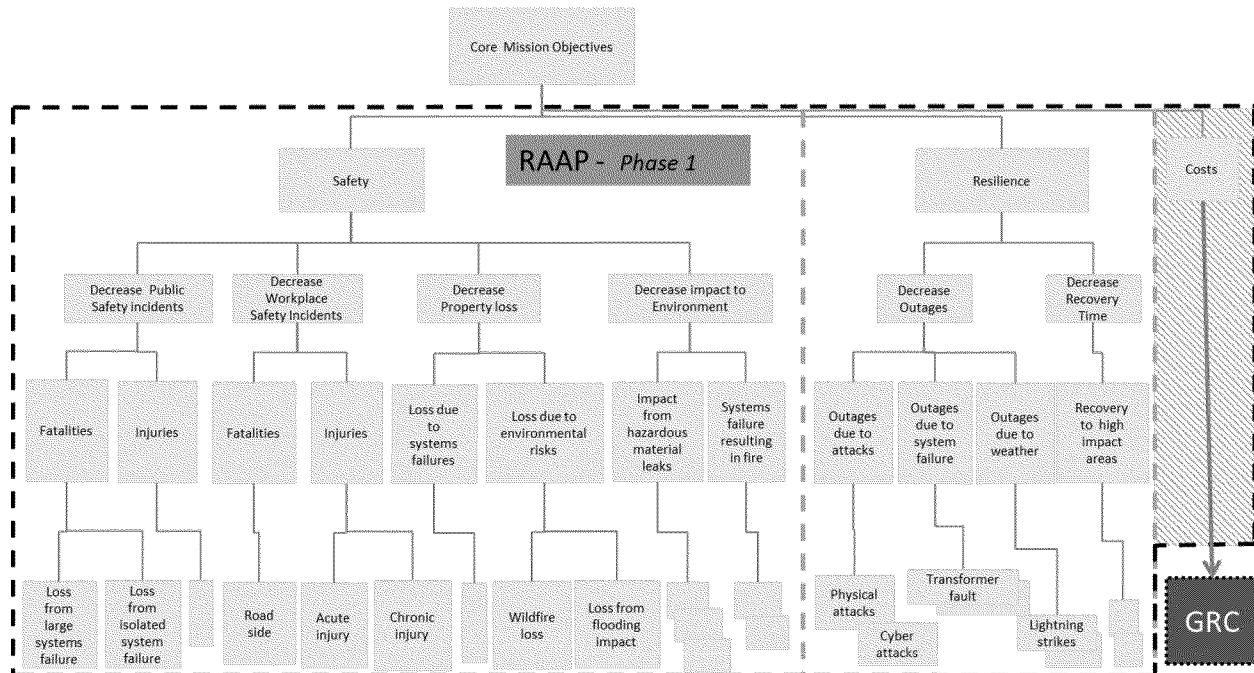 Core Mission Objectives
RAAP - Phase 1
Safety
Resilience
Costs
Decrease Public
Safety incidents
Decrease
Workplace
Safety Incidents
Decrease
Property loss
Decrease impact to
Environment
Decrease
Outages
Decrease
Recovery
Time
Fatalities
Injuries
Fatalities
Injuries
Loss due
to
systems
failures
Loss due to
environmental
risks
Impact
from
hazardous
material
leaks
Systems
failure
resulting
in fire
Outages
due to
attacks
Outages
due to
system
failure
Outages
due to
weather
Recovery
to high
impact
areas
Loss
from
large
systems
failure
Loss
from
isolated
system
failure
Road
side
Acute
injury
Chronic
injury
Wildfire
loss
Loss from
flooding
impact
Physical
attacks
Cyber
attacks
Transformer
fault
Lightning
strikes
GRC